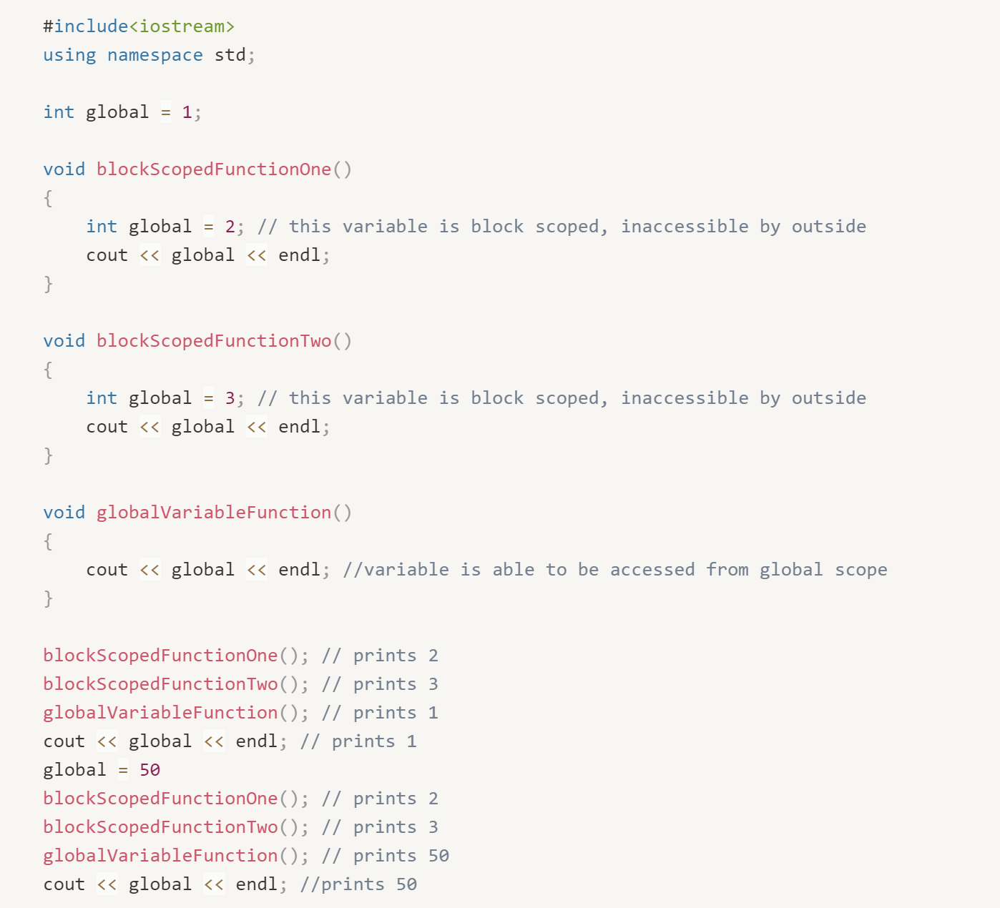 #include<iostream>
using namespace std;

int global = 1;

void blockScopedFunctionOne()
{
    int global = 2; // this variable is block scoped, inaccessible by outside
    cout << global << endl;
}

void blockScopedFunctionTwo()
{
    int global = 3; // this variable is block scoped, inaccessible by outside
    cout << global << endl;
}

void globalVariableFunction()
{
    cout << global << endl; //variable is able to be accessed from global scope
}

blockScopedFunctionOne(); // prints 2
blockScopedFunctionTwo(); // prints 3
globalVariableFunction(); // prints 1
cout << global << endl; // prints 1
global = 50
blockScopedFunctionOne(); // prints 2
blockScopedFunctionTwo(); // prints 3
globalVariableFunction(); // prints 50
cout << global << endl; //prints 50